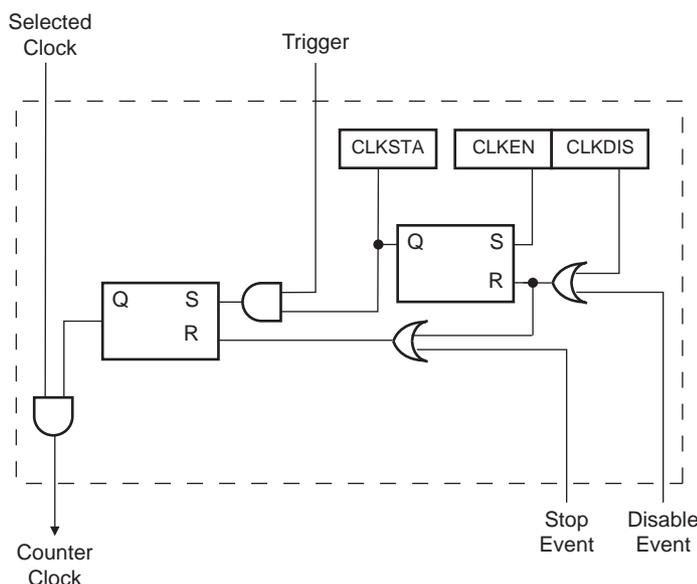 Selected
Clock
Trigger
CLKSTA
CLKEN
CLKDIS
Q
S
R
Q
S
R
Stop
Event
Disable
Event
Counter
Clock